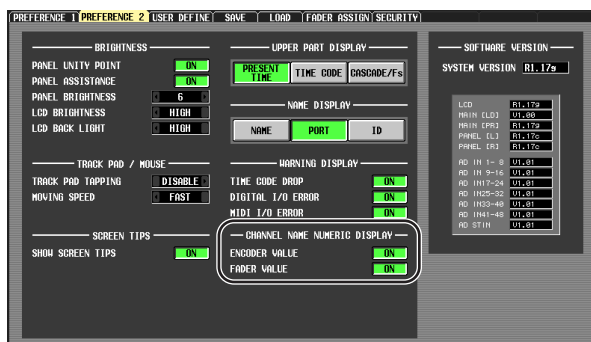 PREFERENCE 1 PREFERENCE 2 USER DEFINE SAVE LOAD FADER ASSIGN SECURITY
BRIGHTNESS
PANEL UNITY POINT ON
PANEL ASSISTANCE ON
PANEL BRIGHTNESS 6
LCD BRIGHTNESS HIGH
LCD BACK LIGHT HIGH
TRACK PAD / MOUSE
TRACK PAD TAPPING DISABLE
MOVING SPEED FAST
SCREEN TIPS
SHOW SCREEN TIPS ON
UPPER PART DISPLAY
PRESENT TIME TIME CODE CASCADE/Fs
NAME DISPLAY
NAME PORT ID
WARNING DISPLAY
TIME CODE DROP ON
DIGITAL I/O ERROR ON
MIDI I/O ERROR ON
CHANNEL NAME NUMERIC DISPLAY
ENCODER VALUE ON
FADER VALUE ON
SOFTWARE VERSION
SYSTEM VERSION R1.17g
LCD R1.17g
MAIN [LD] V1.00
MAIN [PR] R1.17g
PANEL [L] R1.17c
PANEL [R] R1.17c
AD IN 1- 8 V1.01
AD IN 9-16 V1.01
AD IN17-24 V1.01
AD IN25-32 V1.01
AD IN33-40 V1.01
AD IN41-48 V1.01
AD STIN V1.01